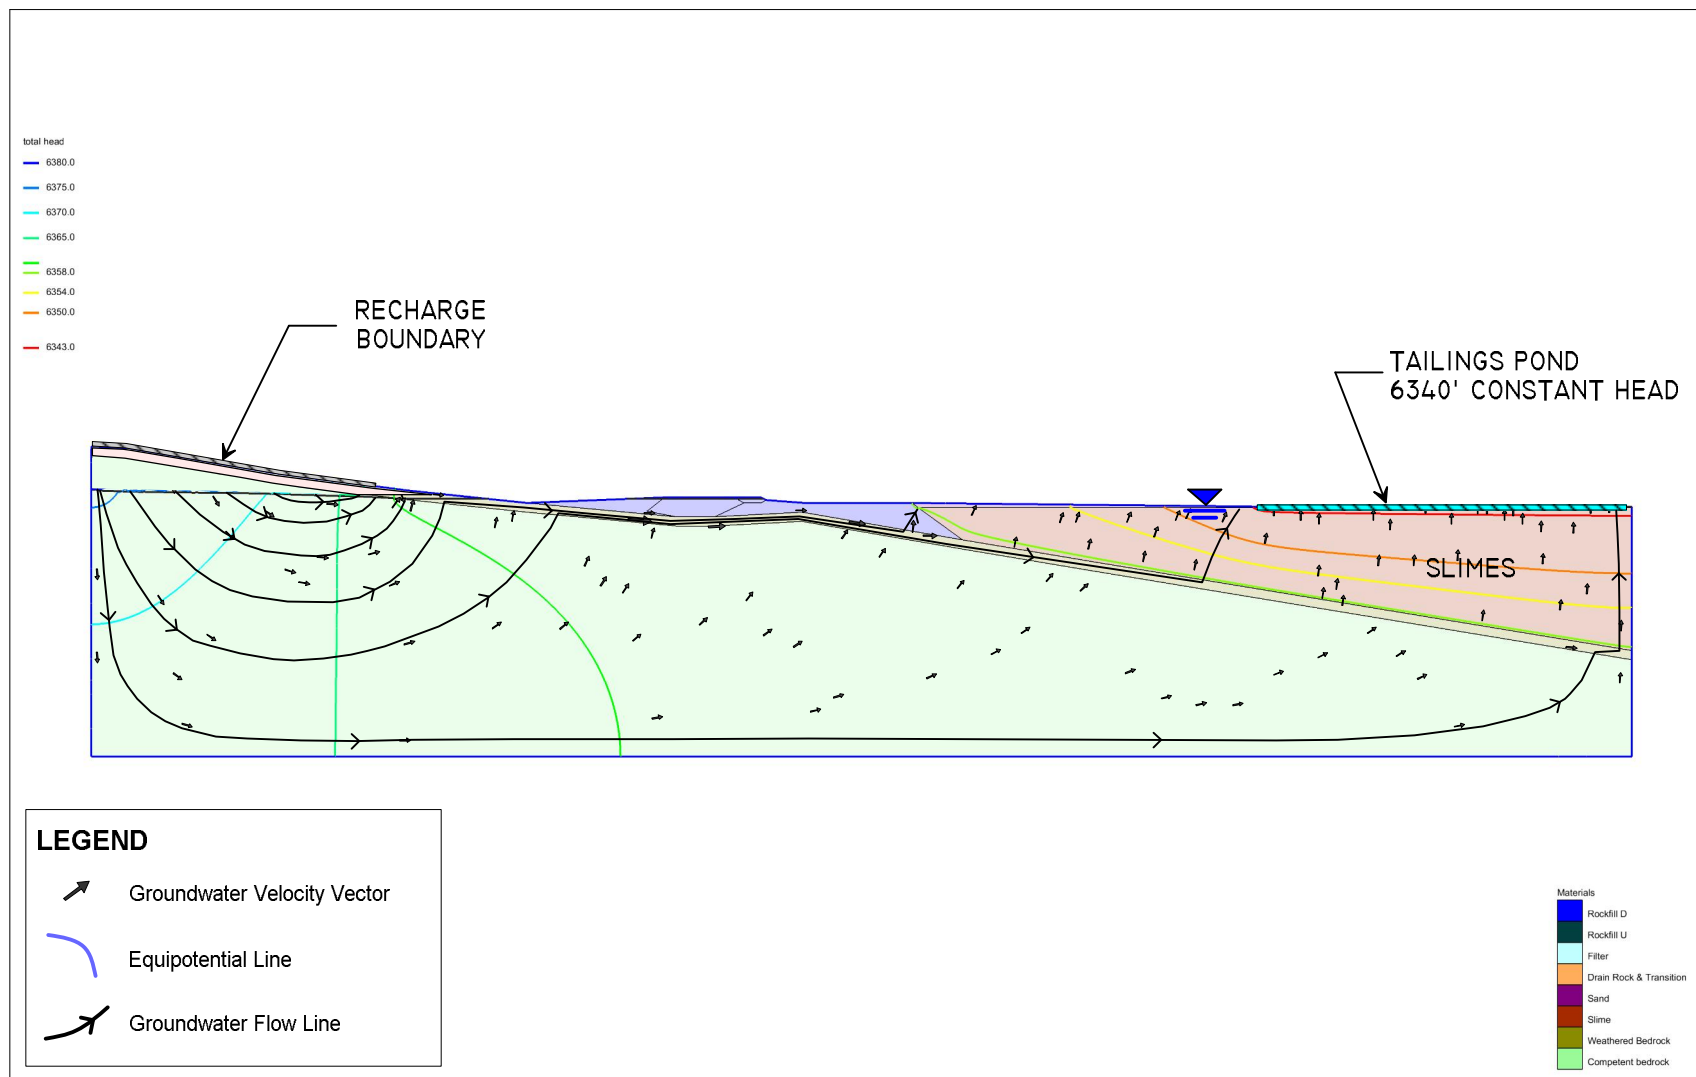 total head
6380.0
6375.0
6370.0
6365.0
6358.0
6354.0
6350.0
6343.0
RECHARGE
BOUNDARY
TAILINGS POND
6340' CONSTANT HEAD
SLIMES
LEGEND
Groundwater Velocity Vector
Equipotential Line
Groundwater Flow Line
Materials
Rockfill D
Rockfill U
Filter
Drain Rock & Transition
Sand
Slime
Weathered Bedrock
Competent bedrock